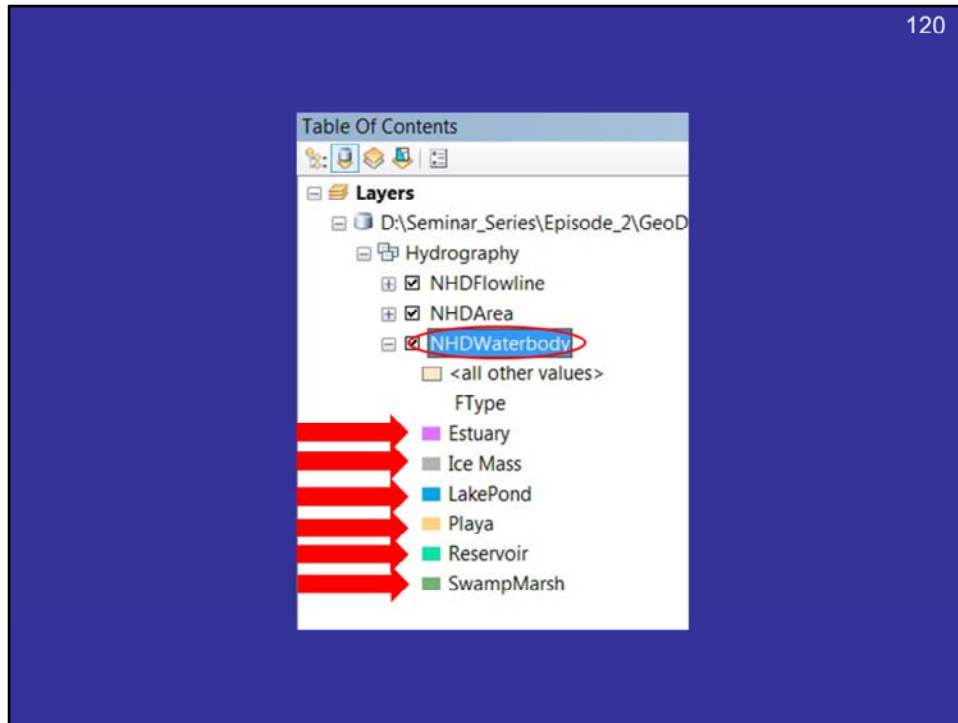 120
Table Of Contents
Layers
D:\Seminar_Series\Episode_2\GeoD
Hydrography
NHDFlowline
NHDArea
NHDWaterbody
<all other values>
FType
Estuary
Ice Mass
LakePond
Playa
Reservoir
SwampMarsh